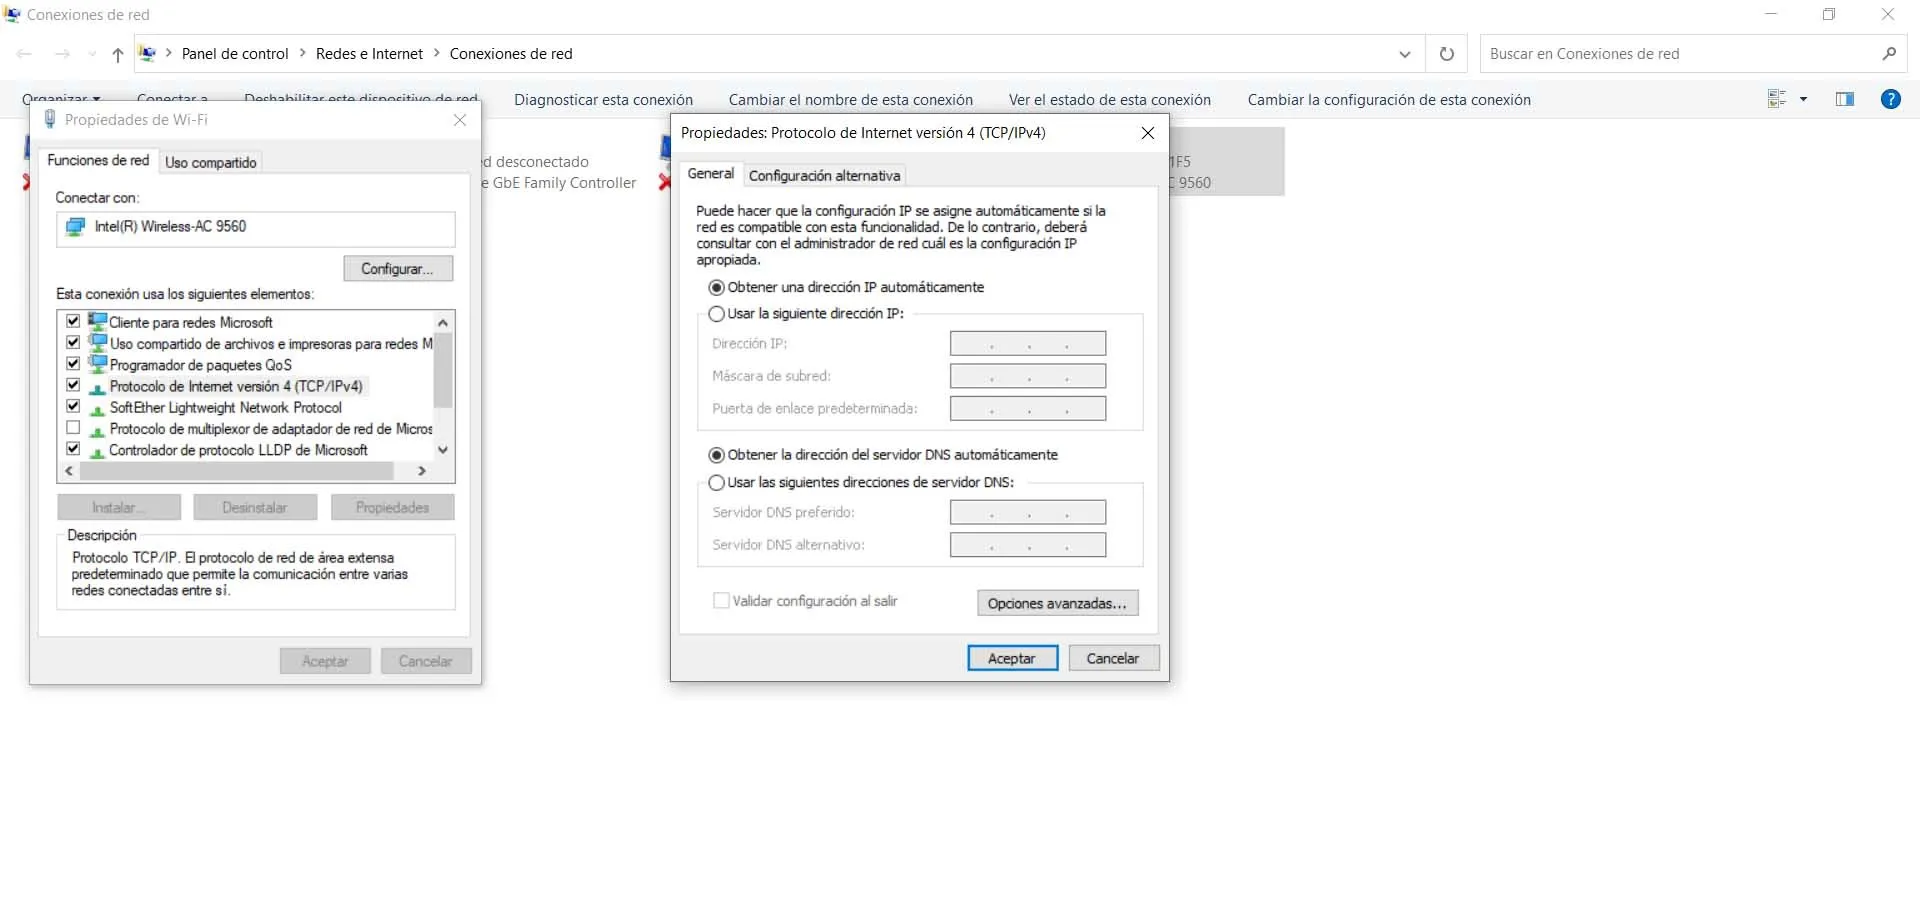 Conexiones de red
Panel de control > Redes e Internet > Conexiones de red
Buscar en Conexiones de red
Organizar Conectar a Deshabilitar este dispositivo de red Diagnosticar esta conexión Cambiar el nombre de esta conexión Ver el estado de esta conexión Cambiar la configuración de esta conexión
Propiedades de Wi-Fi
Funciones de red Uso compartido
Conectar con:
Intel(R) Wireless-AC 9560
Configurar...
Esta conexión usa los siguientes elementos:
Cliente para redes Microsoft
Uso compartido de archivos e impresoras para redes M
Programador de paquetes QoS
Protocolo de Internet versión 4 (TCP/IPv4)
SoftEther Lightweight Network Protocol
Protocolo de multiplexor de adaptador de red de Micros
Controlador de protocolo LLDP de Microsoft
Instalar... Desinstalar Propiedades
Descripción
Protocolo TCP/IP. El protocolo de red de área extensa
predeterminado que permite la comunicación entre varias
redes conectadas entre sí.
Aceptar Cancelar
ed desconectado
e GbE Family Controller
Propiedades: Protocolo de Internet versión 4 (TCP/IPv4)
General Configuración alternativa
Puede hacer que la configuración IP se asigne automáticamente si la
red es compatible con esta funcionalidad. De lo contrario, deberá
consultar con el administrador de red cuál es la configuración IP
apropiada.
Obtener una dirección IP automáticamente
Usar la siguiente dirección IP:
Dirección IP:
Máscara de subred:
Puerta de enlace predeterminada:
Obtener la dirección del servidor DNS automáticamente
Usar las siguientes direcciones de servidor DNS:
Servidor DNS preferido:
Servidor DNS alternativo:
Validar configuración al salir
Opciones avanzadas...
Aceptar Cancelar
1F5
C 9560